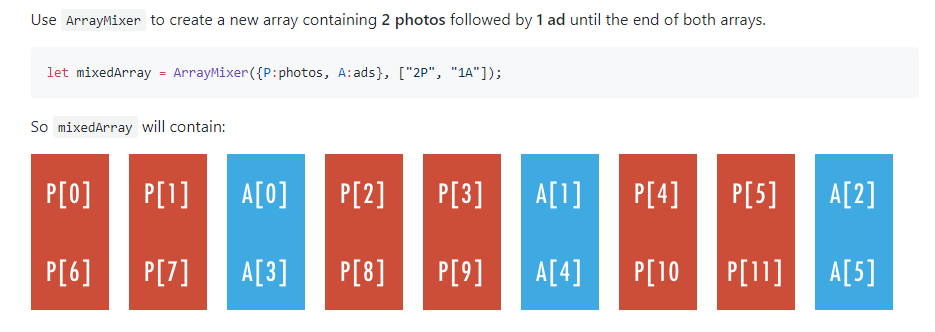 Use ArrayMixer to create a new array containing 2 photos followed by 1 ad until the end of both arrays.
let mixedArray = ArrayMixer({P:photos, A:ads}, ["2P", "1A"]);
So mixedArray will contain:
P[0] P[1] A[0] P[2] P[3] A[1] P[4] P[5] A[2]
P[6] P[7] A[3] P[8] P[9] A[4] P[10 P[11] A[5]